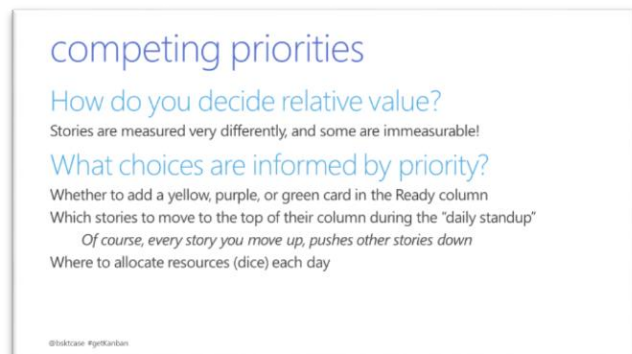 competing priorities
How do you decide relative value?
Stories are measured very differently, and some are immeasurable!
What choices are informed by priority?
Whether to add a yellow, purple, or green card in the Ready column
Which stories to move to the top of their column during the "daily standup"
Of course, every story you move up, pushes other stories down
Where to allocate resources (dice) each day
@bsktcase #getKanban